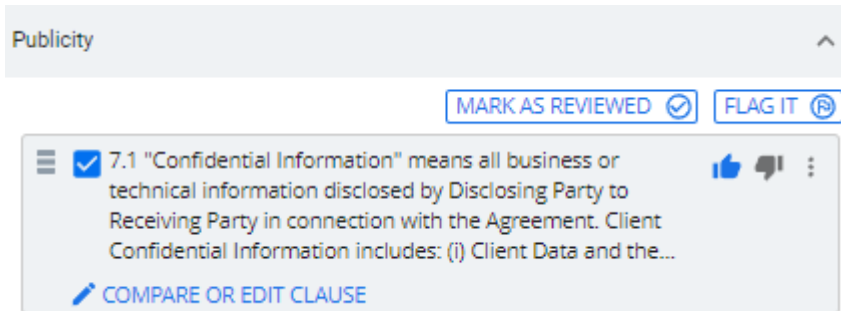 Publicity
MARK AS REVIEWED
FLAG IT
7.1 "Confidential Information" means all business or
technical information disclosed by Disclosing Party to
Receiving Party in connection with the Agreement. Client
Confidential Information includes: (i) Client Data and the...
COMPARE OR EDIT CLAUSE